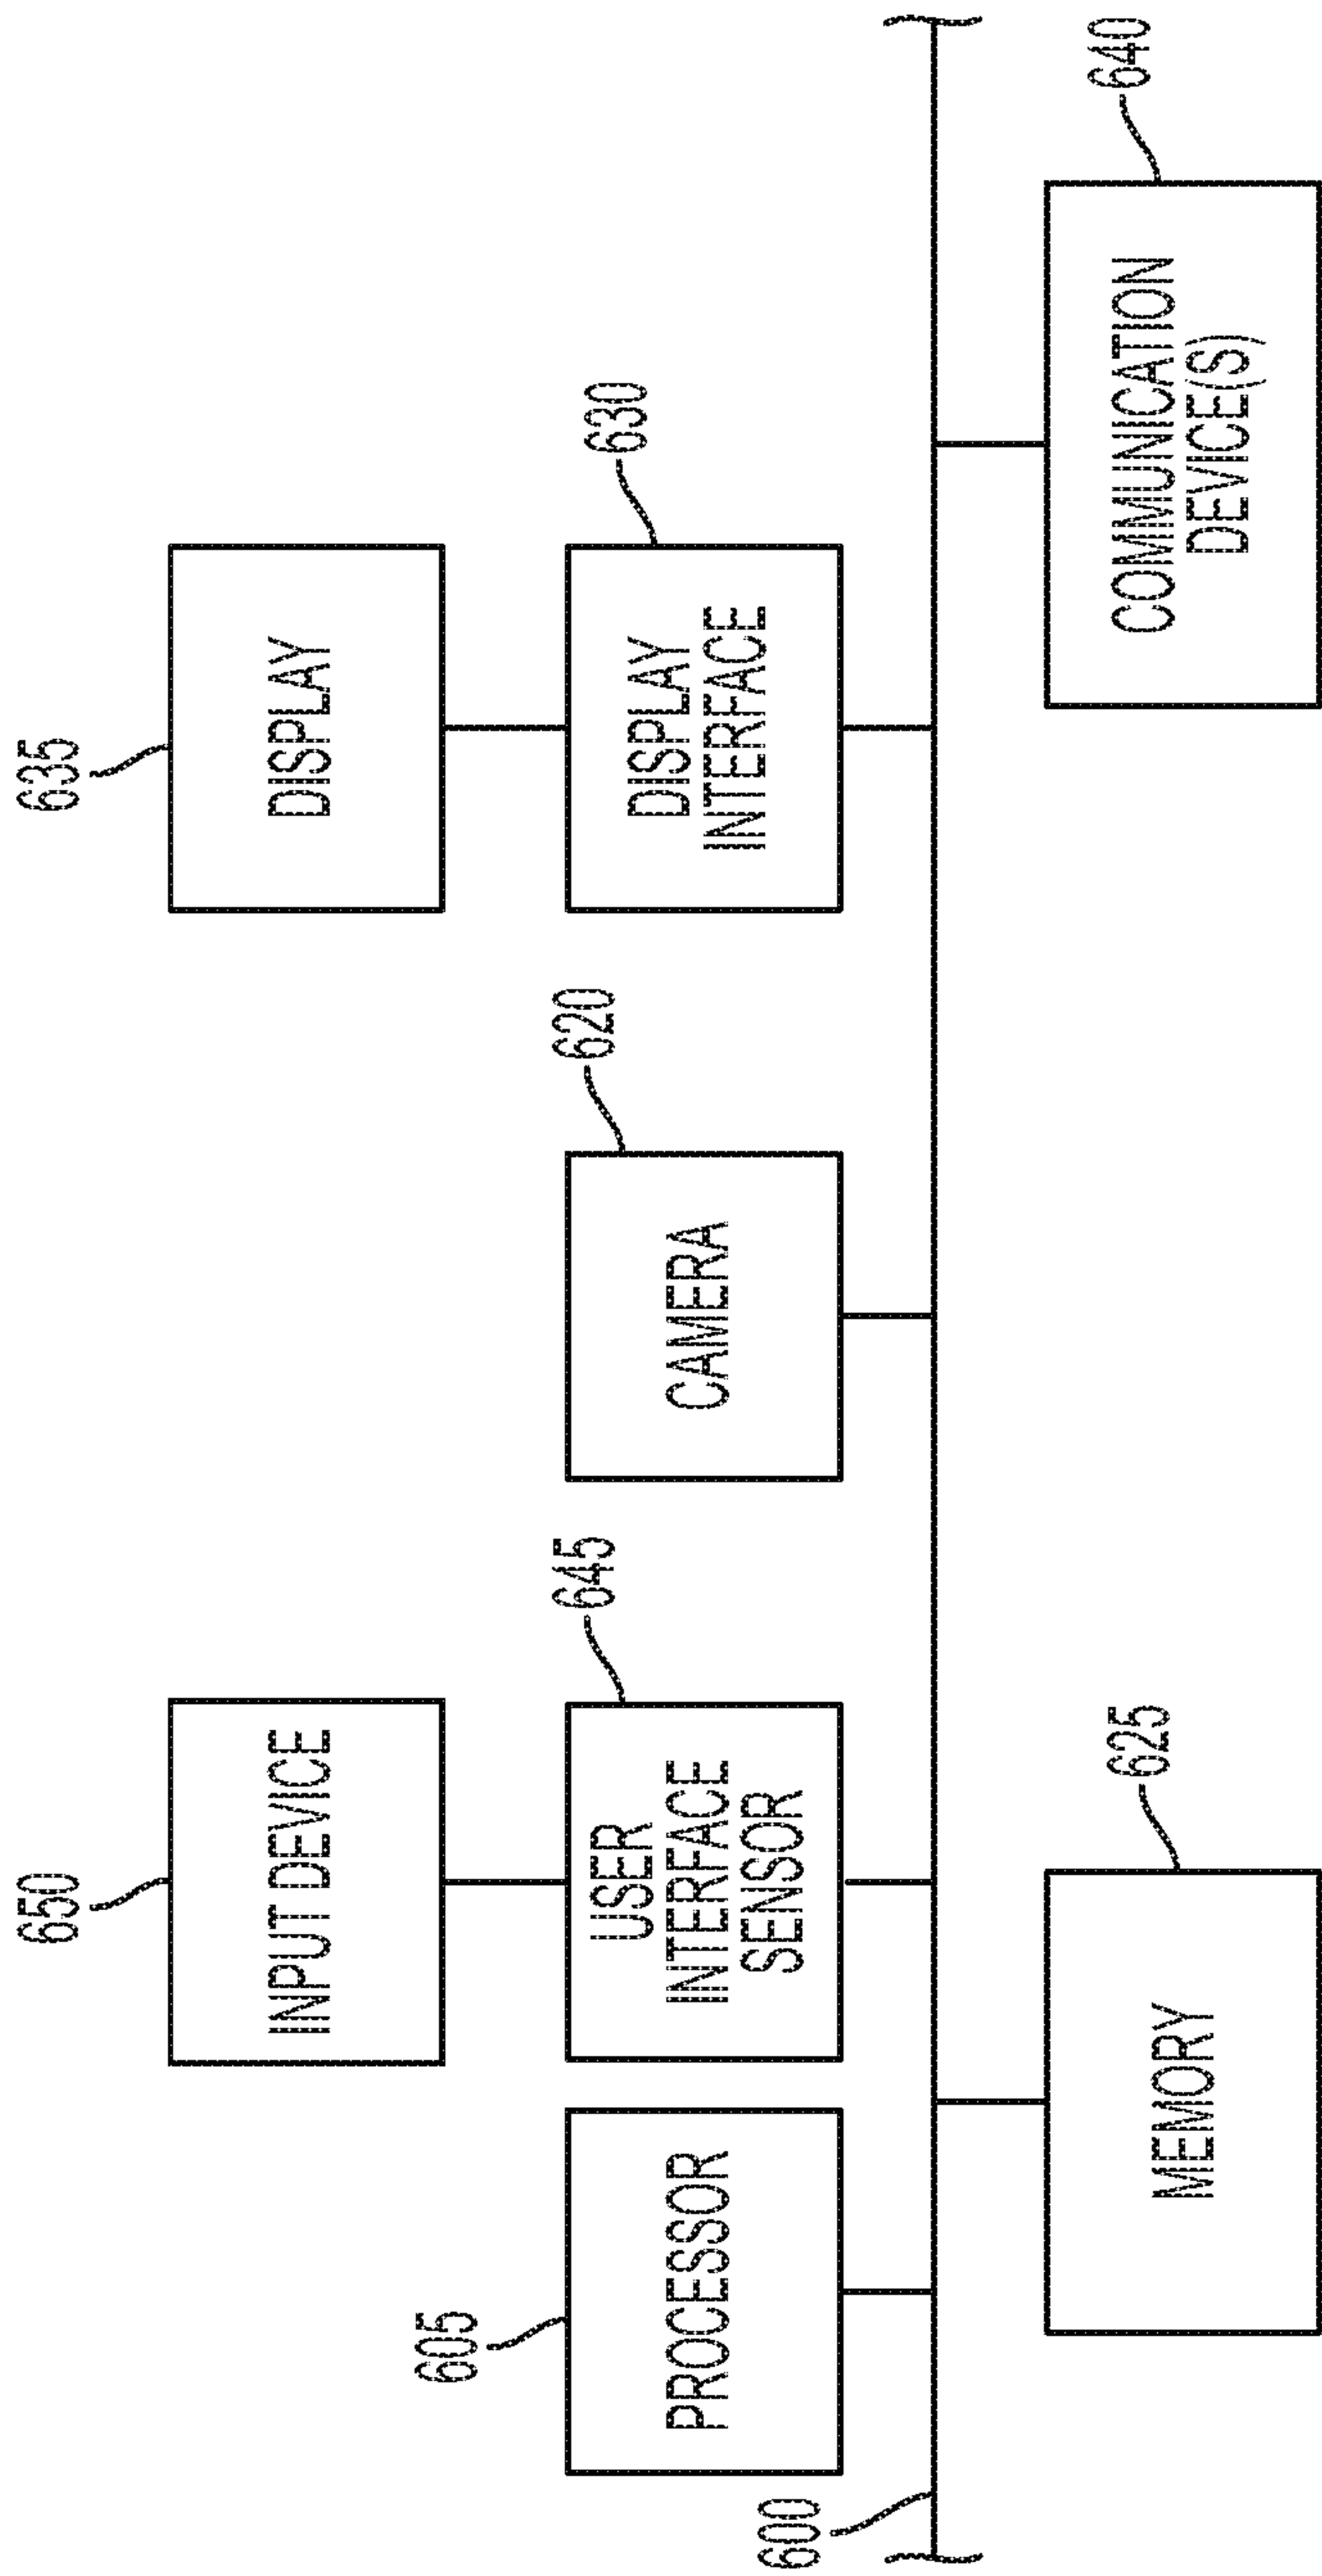 650
INPUT DEVICE
635
DISPLAY
605
PROCESSOR
USER
INTERFACE
SENSOR
645
CAMERA
620
DISPLAY
INTERFACE
630
600
MEMORY
625
COMMUNICATION
DEVICE(S)
640